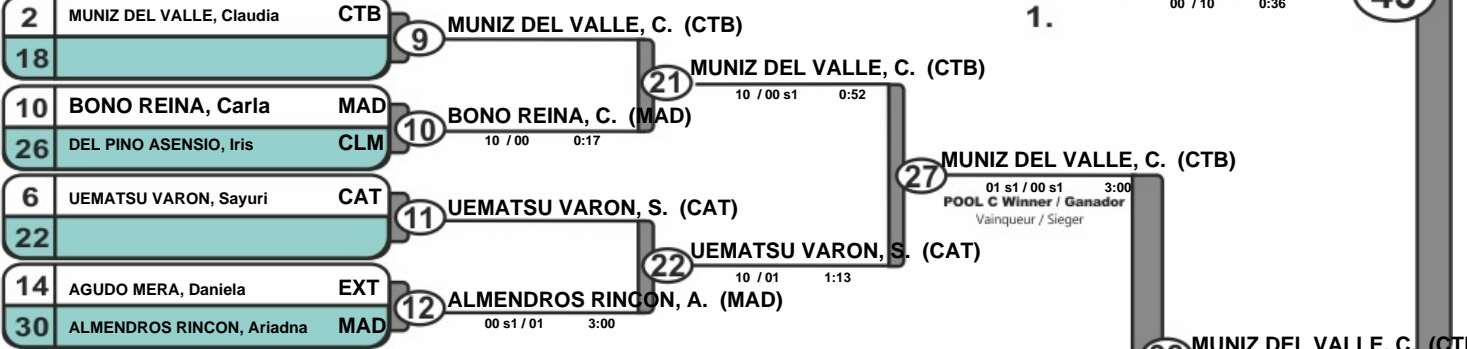 2 MUNIZ DEL VALLE, Claudia CTB
18
9
MUNIZ DEL VALLE, C. (CTB)
10 BONO REINA, Carla MAD
26 DEL PINO ASENSIO, Iris CLM
10
BONO REINA, C. (MAD)
10 / 00 0:17
21
MUNIZ DEL VALLE, C. (CTB)
10 / 00 s1 0:52
6 UEMATSU VARON, Sayuri CAT
22
11
UEMATSU VARON, S. (CAT)
14 AGUDO MERA, Daniela EXT
30 ALMENDROS RINCON, Ariadna MAD
12
ALMENDROS RINCON, A. (MAD)
00 s1 / 01 3:00
22
UEMATSU VARON, S. (CAT)
10 / 01 1:13
27
MUNIZ DEL VALLE, C. (CTB)
01 s1 / 00 s1 3:00
POOL C Winner / Ganador
Vainqueur / Sieger
1.
00 / 10 0:36
MUNIZ DEL VALLE, C.